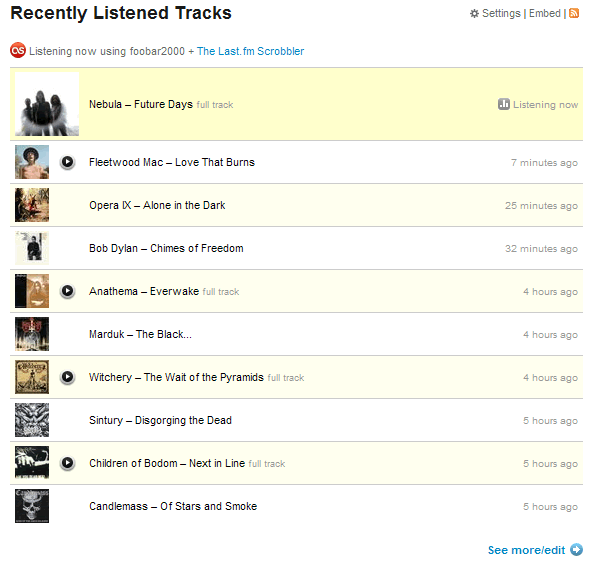 Recently Listened Tracks
Settings | Embed |
Listening now using foobar2000 + The Last.fm Scrobbler
Nebula – Future Days full track Listening now
Fleetwood Mac – Love That Burns 7 minutes ago
Opera IX – Alone in the Dark 25 minutes ago
Bob Dylan – Chimes of Freedom 32 minutes ago
Anathema – Everwake full track 4 hours ago
Marduk – The Black... 4 hours ago
Witchery – The Wait of the Pyramids full track 4 hours ago
Sintury – Disgorging the Dead 5 hours ago
Children of Bodom – Next in Line full track 5 hours ago
Candlemass – Of Stars and Smoke 5 hours ago
See more/edit